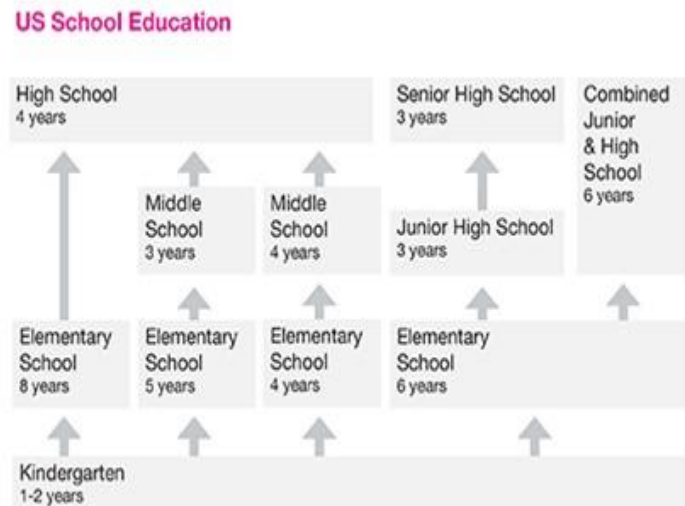 US School Education
High School
4 years
Senior High School
3 years
Combined
Junior
& High
School
6 years
Middle
School
3 years
Middle
School
4 years
Junior High School
3 years
Elementary
School
8 years
Elementary
School
5 years
Elementary
School
4 years
Elementary
School
6 years
Kindergarten
1-2 years